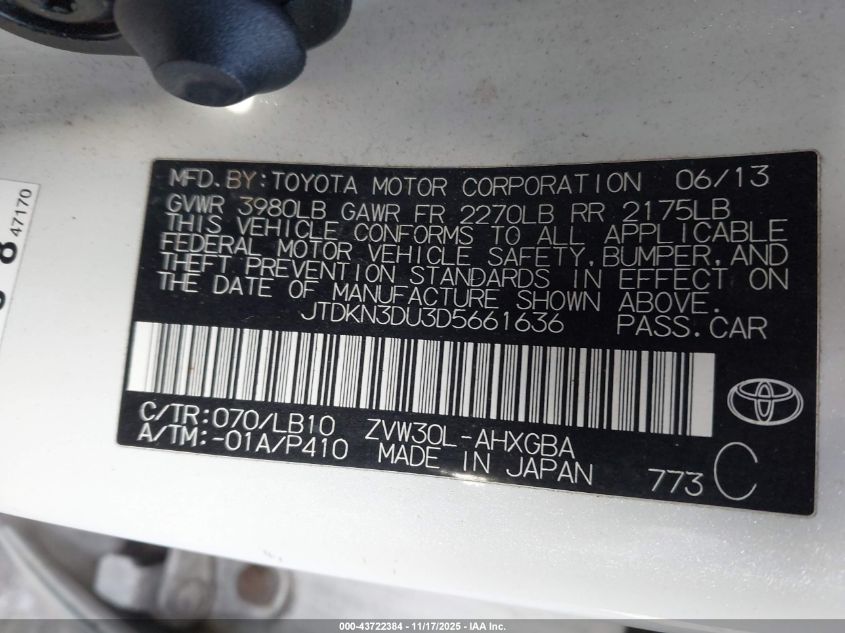 MFD. BY: TOYOTA MOTOR CORPORATION 06/13
GVWR 3980LB GAWR FR 2270LB RR 2175LB
THIS VEHICLE CONFORMS TO ALL APPLICABLE
FEDERAL MOTOR VEHICLE SAFETY, BUMPER, AND
THEFT PREVENTION STANDARDS IN EFFECT ON
THE DATE OF MANUFACTURE SHOWN ABOVE.
JTDKN3DU3D5661636 PASS. CAR
C/TR: 070/LB10 ZVW30L-AHXGBA
A/TM: -01A/P410 MADE IN JAPAN 773 C
47170
000-43722384 - 11/17/2025 - IAA Inc.